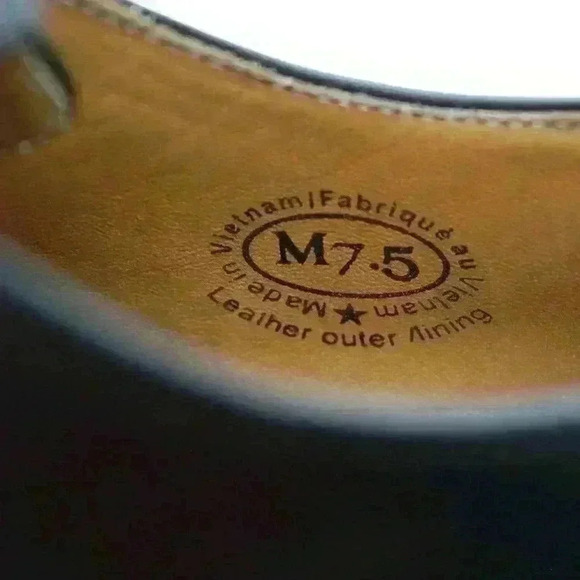 Made in Vietnam|Fabriqué au Vietnam
M7.5
★
Leather outer /lining